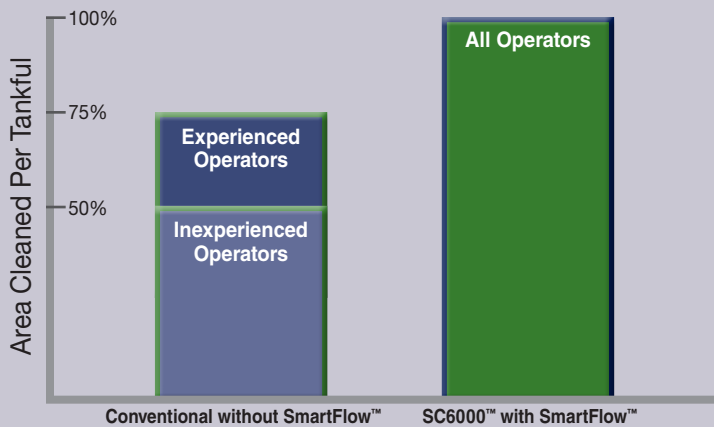 100%
75%
50%
Area Cleaned Per Tankful
Experienced
Operators
Inexperienced
Operators
All Operators
Conventional without SmartFlow™
SC6000™ with SmartFlow™